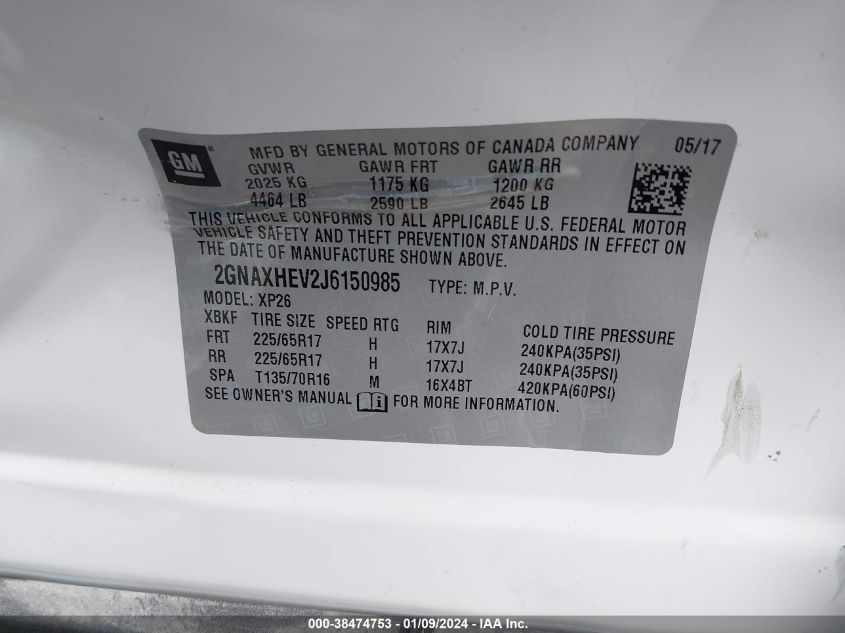 GM
MFD BY GENERAL MOTORS OF CANADA COMPANY 05/17
GVWR GAWR FRT GAWR RR
2025 KG 1175 KG 1200 KG
4464 LB 2590 LB 2645 LB
THIS VEHICLE CONFORMS TO ALL APPLICABLE U.S. FEDERAL MOTOR
VEHICLE SAFETY AND THEFT PREVENTION STANDARDS IN EFFECT ON
THE DATE OF MANUFACTURE SHOWN ABOVE.
2GNAXHEV2J6150985 TYPE: M.P.V.
MODEL: XP26
XBKF TIRE SIZE SPEED RTG RIM COLD TIRE PRESSURE
FRT 225/65R17 H 17X7J 240KPA(35PSI)
RR 225/65R17 H 17X7J 240KPA(35PSI)
SPA T135/70R16 M 16X4BT 420KPA(60PSI)
SEE OWNER'S MANUAL FOR MORE INFORMATION.
000-38474753 - 01/09/2024 - IAA Inc.